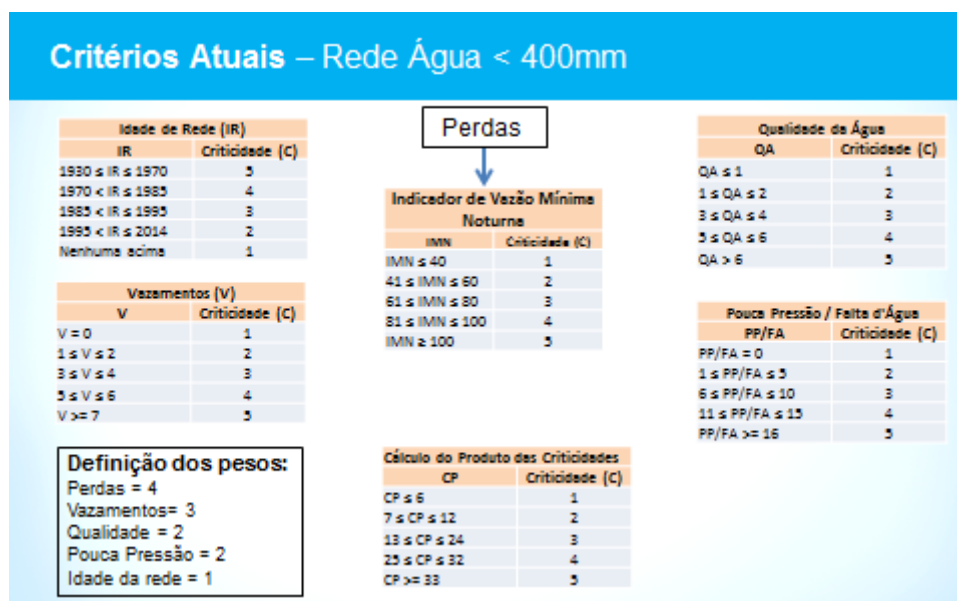 Critérios Atuais – Rede Água < 400mm
Idade de Rede (IR)
IR Criticidade (C)
1930 ≤ IR ≤ 1970 5
1970 < IR ≤ 1985 4
1985 < IR ≤ 1995 3
1995 < IR ≤ 2014 2
Nenhuma acima 1
Vazamentos (V)
V Criticidade (C)
V = 0 1
1 ≤ V ≤ 2 2
3 ≤ V ≤ 4 3
5 ≤ V ≤ 6 4
V >= 7 5
Definição dos pesos:
Perdas = 4
Vazamentos= 3
Qualidade = 2
Pouca Pressão = 2
Idade da rede = 1
Perdas
Indicador de Vazão Mínima
Noturna
IMN Criticidade (C)
IMN ≤ 40 1
41 ≤ IMN ≤ 60 2
61 ≤ IMN ≤ 80 3
81 ≤ IMN ≤ 100 4
IMN ≥ 100 5
Cálculo do Produto das Criticidades
CP Criticidade (C)
CP ≤ 6 1
7 ≤ CP ≤ 12 2
13 ≤ CP ≤ 24 3
25 ≤ CP ≤ 32 4
CP >= 33 5
Qualidade da Água
QA Criticidade (C)
QA ≤ 1 1
1 ≤ QA ≤ 2 2
3 ≤ QA ≤ 4 3
5 ≤ QA ≤ 6 4
QA > 6 5
Pouca Pressão / Falta d'Água
PP/FA Criticidade (C)
PP/FA = 0 1
1 ≤ PP/FA ≤ 5 2
6 ≤ PP/FA ≤ 10 3
11 ≤ PP/FA ≤ 15 4
PP/FA >= 16 5